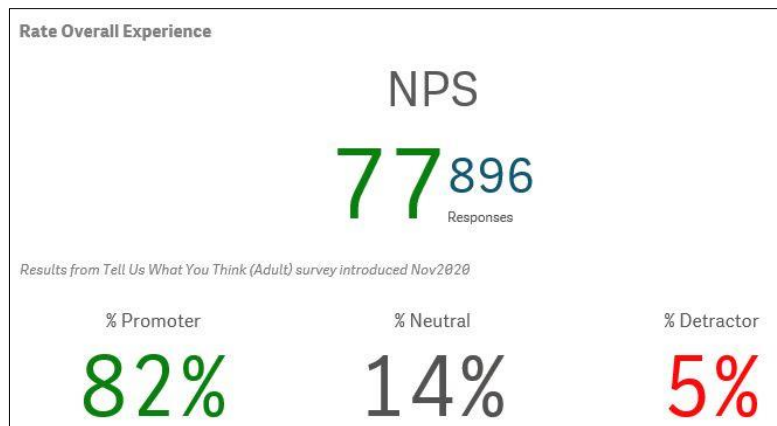 Rate Overall Experience
NPS
77 896
Responses
Results from Tell Us What You Think (Adult) survey introduced Nov2020
% Promoter % Neutral % Detractor
82% 14% 5%